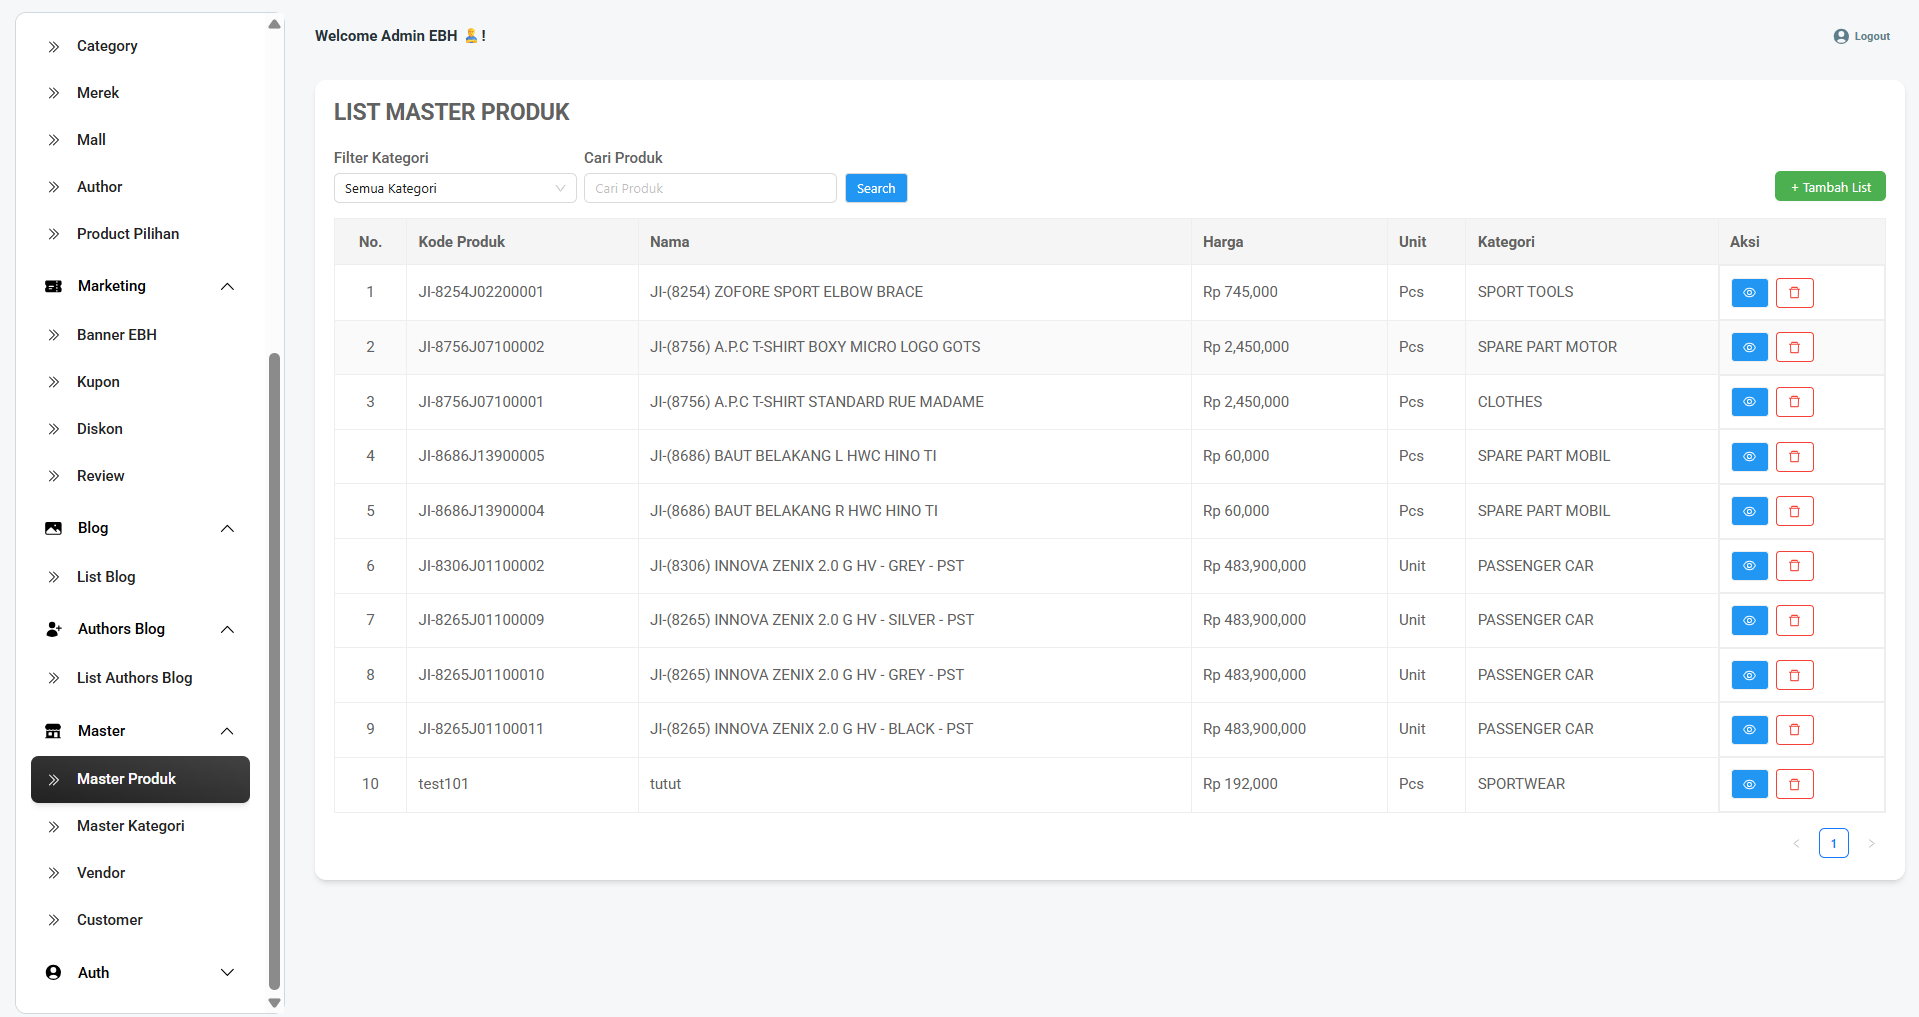 Category
Merek
Mall
Author
Product Pilihan
Marketing
Banner EBH
Kupon
Diskon
Review
Blog
List Blog
Authors Blog
List Authors Blog
Master
Master Produk
Master Kategori
Vendor
Customer
Auth
Welcome Admin EBH 👨‍💼 !
Logout
LIST MASTER PRODUK
Filter Kategori Cari Produk
Semua Kategori Cari Produk Search + Tambah List
No. Kode Produk Nama Harga Unit Kategori Aksi
1 JI-8254J02200001 JI-(8254) ZOFORE SPORT ELBOW BRACE Rp 745,000 Pcs SPORT TOOLS
2 JI-8756J07100002 JI-(8756) A.P.C T-SHIRT BOXY MICRO LOGO GOTS Rp 2,450,000 Pcs SPARE PART MOTOR
3 JI-8756J07100001 JI-(8756) A.P.C T-SHIRT STANDARD RUE MADAME Rp 2,450,000 Pcs CLOTHES
4 JI-8686J13900005 JI-(8686) BAUT BELAKANG L HWC HINO TI Rp 60,000 Pcs SPARE PART MOBIL
5 JI-8686J13900004 JI-(8686) BAUT BELAKANG R HWC HINO TI Rp 60,000 Pcs SPARE PART MOBIL
6 JI-8306J01100002 JI-(8306) INNOVA ZENIX 2.0 G HV - GREY - PST Rp 483,900,000 Unit PASSENGER CAR
7 JI-8265J01100009 JI-(8265) INNOVA ZENIX 2.0 G HV - SILVER - PST Rp 483,900,000 Unit PASSENGER CAR
8 JI-8265J01100010 JI-(8265) INNOVA ZENIX 2.0 G HV - GREY - PST Rp 483,900,000 Unit PASSENGER CAR
9 JI-8265J01100011 JI-(8265) INNOVA ZENIX 2.0 G HV - BLACK - PST Rp 483,900,000 Unit PASSENGER CAR
10 test101 tutut Rp 192,000 Pcs SPORTWEAR
< 1 >